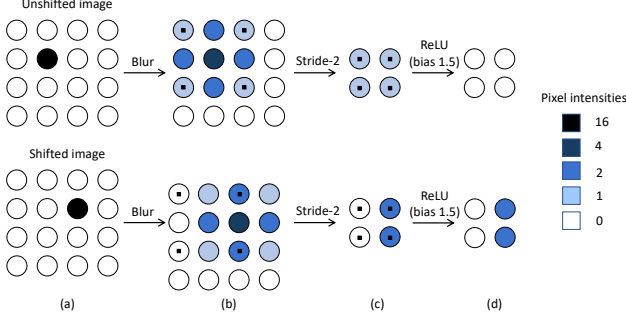 Unshifted image
Blur
Stride-2
ReLU
(bias 1.5)
Pixel intensities
16
4
2
1
0
Shifted image
Blur
Stride-2
ReLU
(bias 1.5)
(a)
(b)
(c)
(d)